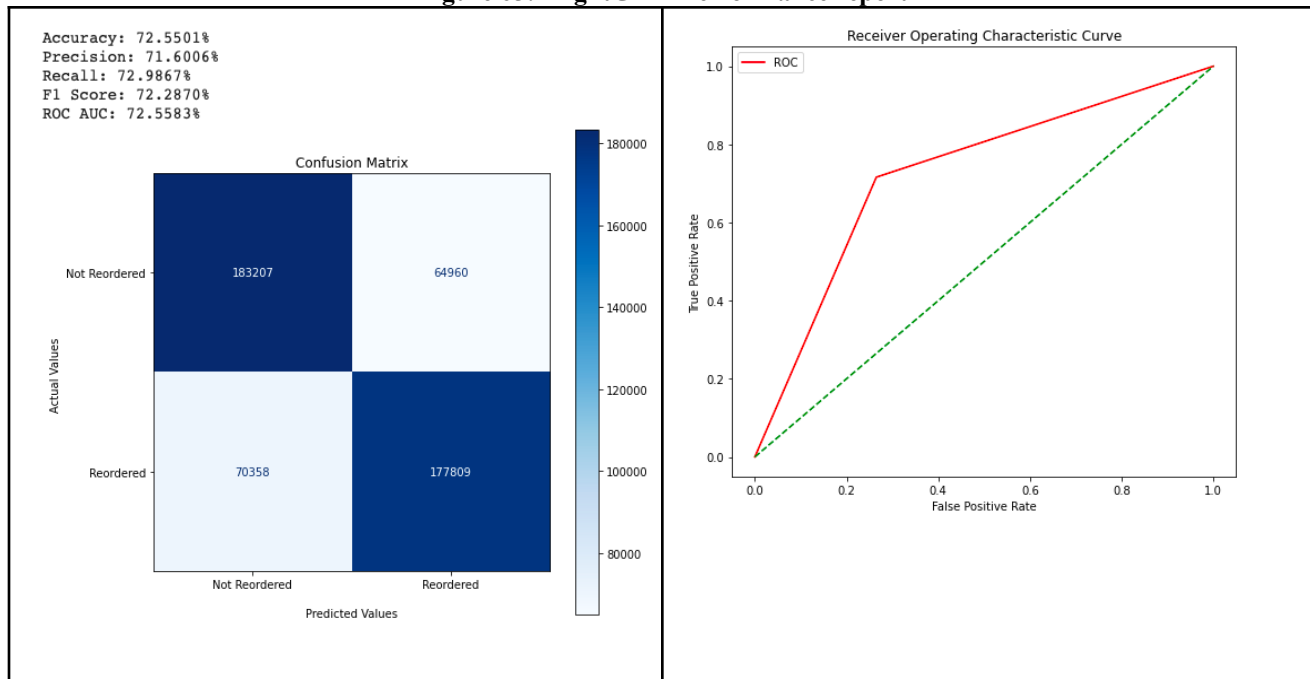 Accuracy: 72.5501%
Precision: 71.6006%
Recall: 72.9867%
F1 Score: 72.2870%
ROC AUC: 72.5583%
Confusion Matrix
180000
160000
140000
120000
100000
80000
Actual Values
Not Reordered
183207
64960
Reordered
70358
177809
Not Reordered
Reordered
Predicted Values
Receiver Operating Characteristic Curve
ROC
True Positive Rate
1.0
0.8
0.6
0.4
0.2
0.0
0.0
0.2
0.4
0.6
0.8
1.0
False Positive Rate